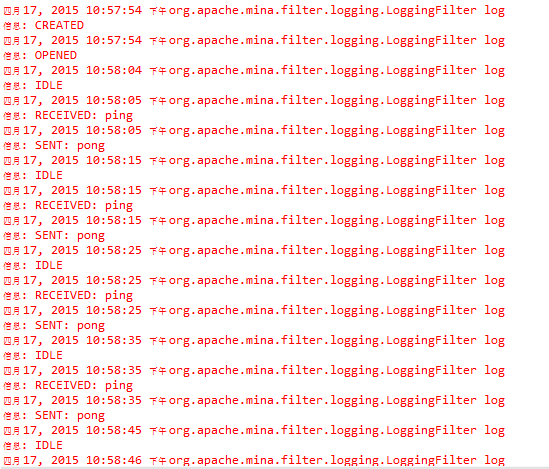 四月 17, 2015 10:57:54 下午 org.apache.mina.filter.logging.LoggingFilter log
信息: CREATED
四月 17, 2015 10:57:54 下午 org.apache.mina.filter.logging.LoggingFilter log
信息: OPENED
四月 17, 2015 10:58:04 下午 org.apache.mina.filter.logging.LoggingFilter log
信息: IDLE
四月 17, 2015 10:58:05 下午 org.apache.mina.filter.logging.LoggingFilter log
信息: RECEIVED: ping
四月 17, 2015 10:58:05 下午 org.apache.mina.filter.logging.LoggingFilter log
信息: SENT: pong
四月 17, 2015 10:58:15 下午 org.apache.mina.filter.logging.LoggingFilter log
信息: IDLE
四月 17, 2015 10:58:15 下午 org.apache.mina.filter.logging.LoggingFilter log
信息: RECEIVED: ping
四月 17, 2015 10:58:15 下午 org.apache.mina.filter.logging.LoggingFilter log
信息: SENT: pong
四月 17, 2015 10:58:25 下午 org.apache.mina.filter.logging.LoggingFilter log
信息: IDLE
四月 17, 2015 10:58:25 下午 org.apache.mina.filter.logging.LoggingFilter log
信息: RECEIVED: ping
四月 17, 2015 10:58:25 下午 org.apache.mina.filter.logging.LoggingFilter log
信息: SENT: pong
四月 17, 2015 10:58:35 下午 org.apache.mina.filter.logging.LoggingFilter log
信息: IDLE
四月 17, 2015 10:58:35 下午 org.apache.mina.filter.logging.LoggingFilter log
信息: RECEIVED: ping
四月 17, 2015 10:58:35 下午 org.apache.mina.filter.logging.LoggingFilter log
信息: SENT: pong
四月 17, 2015 10:58:45 下午 org.apache.mina.filter.logging.LoggingFilter log
信息: IDLE
四月 17, 2015 10:58:46 下午 org.apache.mina.filter.logging.LoggingFilter log